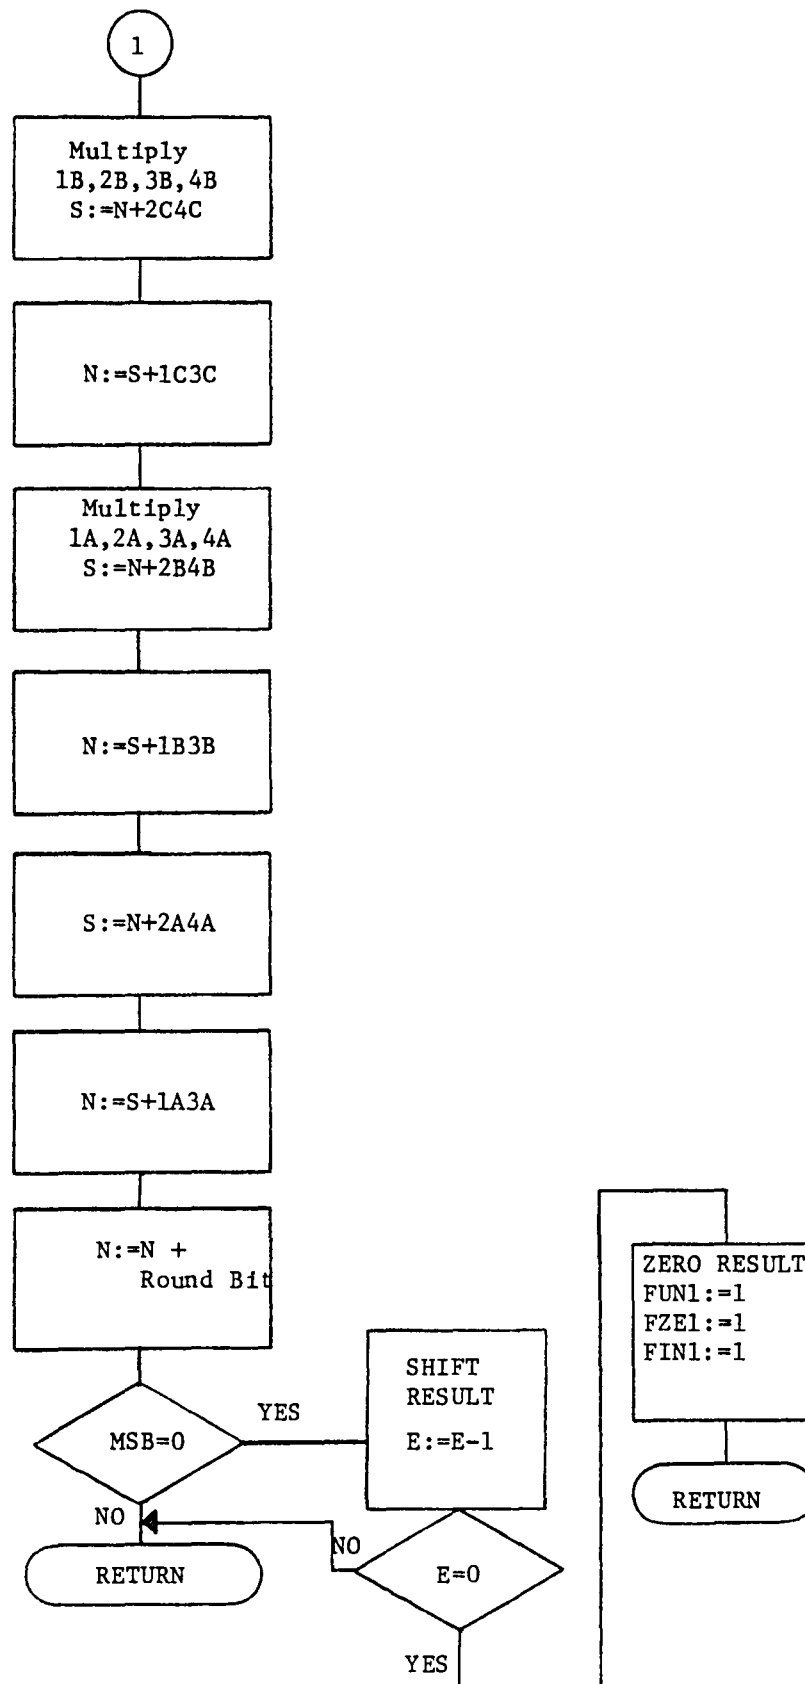 1
Multiply
1B,2B,3B,4B
S:=N+2C4C
N:=S+1C3C
Multiply
1A,2A,3A,4A
S:=N+2B4B
N:=S+1B3B
S:=N+2A4A
N:=S+1A3A
N:=N +
Round Bit
MSB=0
YES
NO
RETURN
SHIFT
RESULT
E:=E-1
NO
E=0
YES
ZERO RESULT
FUN1:=1
FZE1:=1
FIN1:=1
RETURN